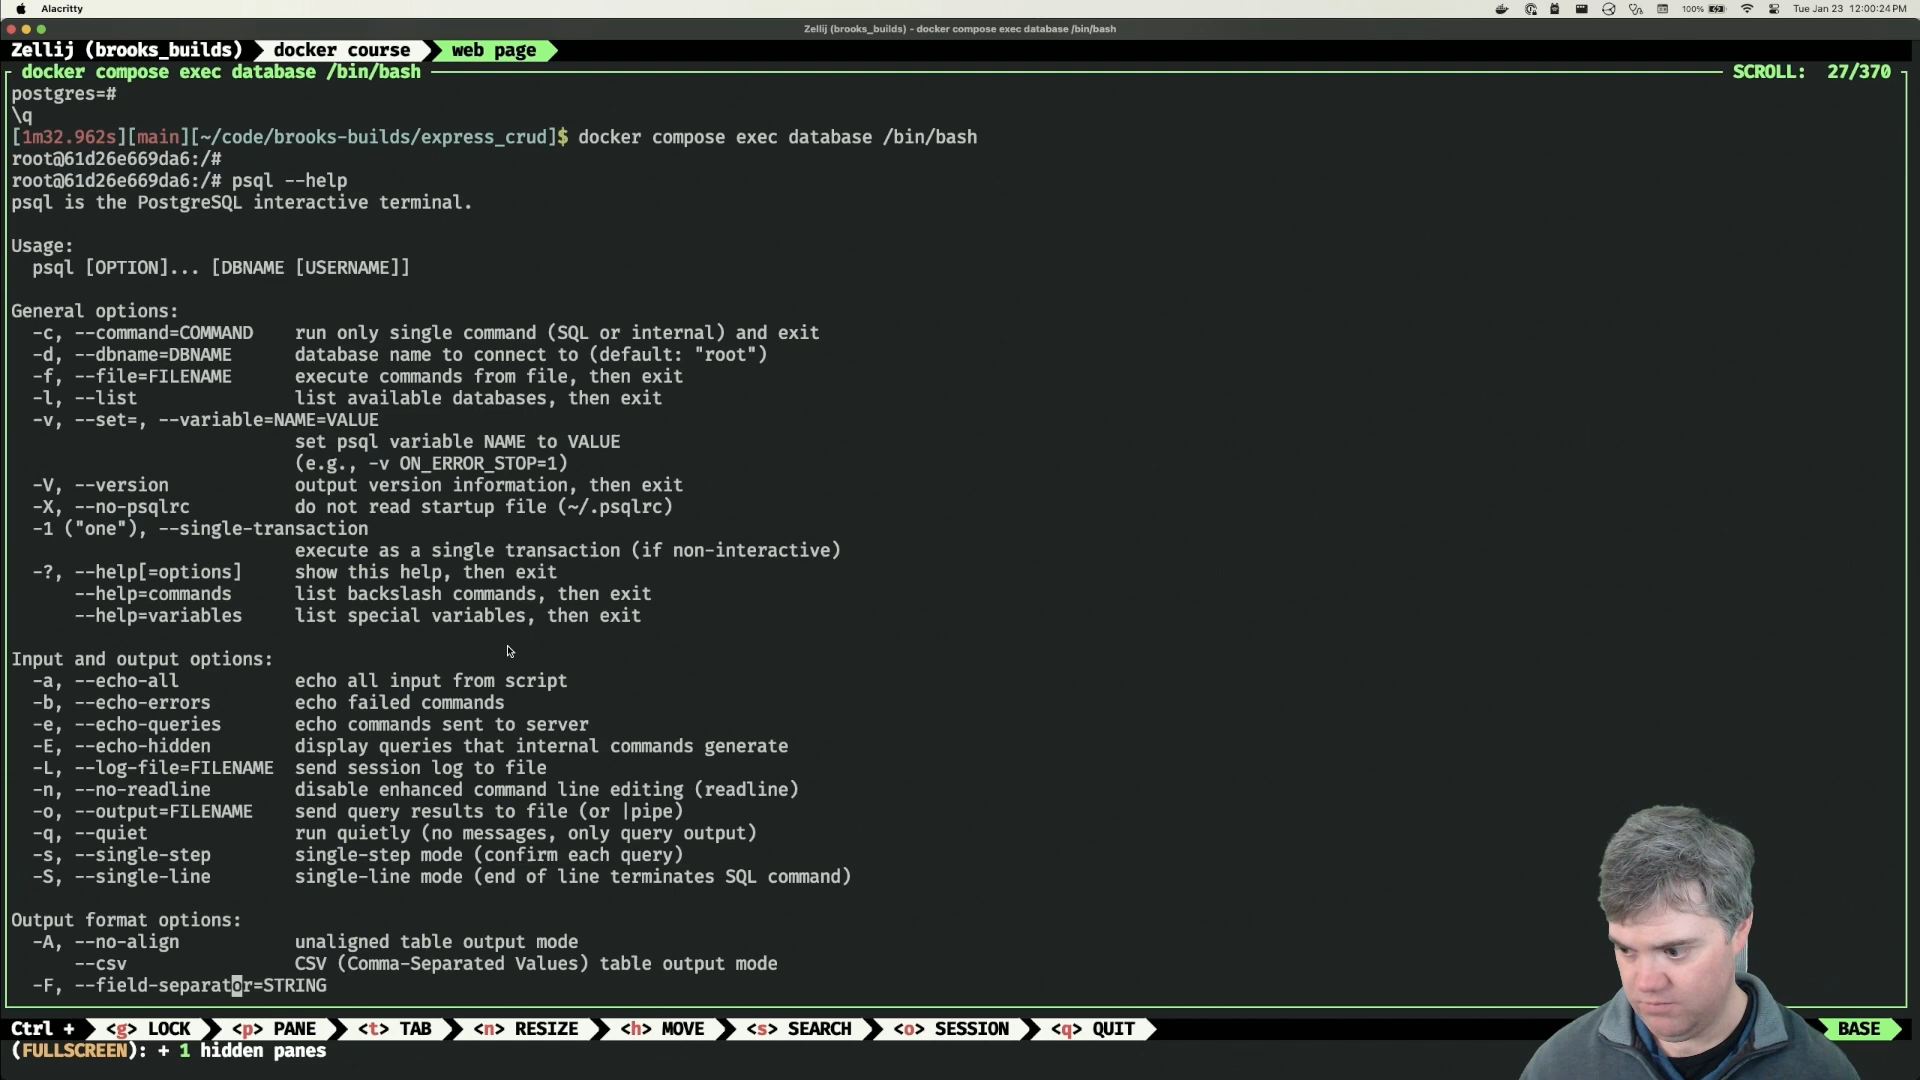 Alacritty
100%
Tue Jan 23 12:00:24 PM
Zellij (brooks_builds) - docker compose exec database /bin/bash
Zellij (brooks_builds) docker course web page
docker compose exec database /bin/bash SCROLL: 27/370
postgres=#
\q
[1m32.962s][main][~/code/brooks-builds/express_crud]$ docker compose exec database /bin/bash
root@61d26e669da6:/#
root@61d26e669da6:/# psql --help
psql is the PostgreSQL interactive terminal.
Usage:
psql [OPTION]... [DBNAME [USERNAME]]
General options:
-c, --command=COMMAND run only single command (SQL or internal) and exit
-d, --dbname=DBNAME database name to connect to (default: "root")
-f, --file=FILENAME execute commands from file, then exit
-l, --list list available databases, then exit
-v, --set=, --variable=NAME=VALUE
set psql variable NAME to VALUE
(e.g., -v ON_ERROR_STOP=1)
-V, --version output version information, then exit
-X, --no-psqlrc do not read startup file (~/.psqlrc)
-1 ("one"), --single-transaction
execute as a single transaction (if non-interactive)
-?, --help[=options] show this help, then exit
--help=commands list backslash commands, then exit
--help=variables list special variables, then exit
Input and output options:
-a, --echo-all echo all input from script
-b, --echo-errors echo failed commands
-e, --echo-queries echo commands sent to server
-E, --echo-hidden display queries that internal commands generate
-L, --log-file=FILENAME send session log to file
-n, --no-readline disable enhanced command line editing (readline)
-o, --output=FILENAME send query results to file (or |pipe)
-q, --quiet run quietly (no messages, only query output)
-s, --single-step single-step mode (confirm each query)
-S, --single-line single-line mode (end of line terminates SQL command)
Output format options:
-A, --no-align unaligned table output mode
--csv CSV (Comma-Separated Values) table output mode
-F, --field-separator=STRING
Ctrl + <g> LOCK <p> PANE <t> TAB <n> RESIZE <h> MOVE <s> SEARCH <o> SESSION <q> QUIT BASE
(FULLSCREEN): + 1 hidden panes